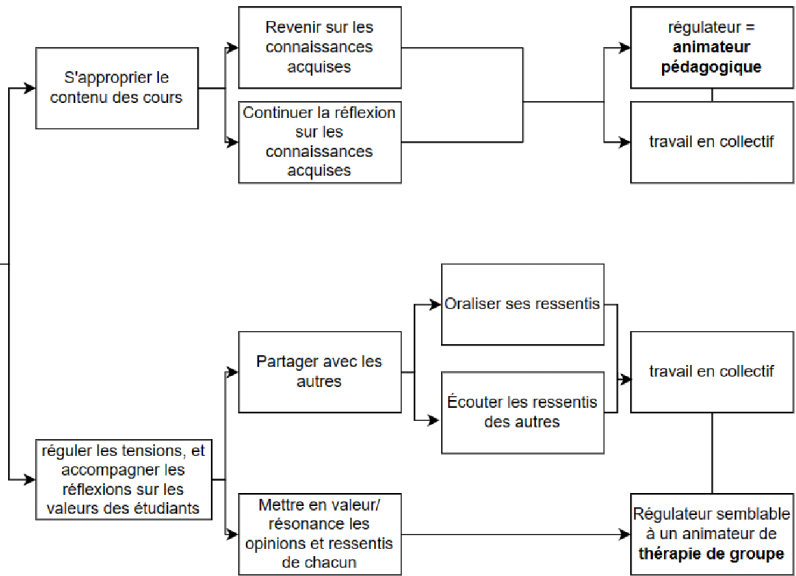 S'approprier le
contenu des cours
Revenir sur les
connaissances
acquises
Continuer la réflexion
sur les
connaissances
acquises
régulateur =
animateur
pédagogique
travail en collectif
réguler les tensions, et
accompagner les
réflexions sur les
valeurs des étudiants
Partager avec les
autres
Oraliser ses ressentis
Écouter les ressentis
des autres
travail en collectif
Mettre en valeur/
résonance les
opinions et ressentis
de chacun
Régulateur semblable
à un animateur de
thérapie de groupe